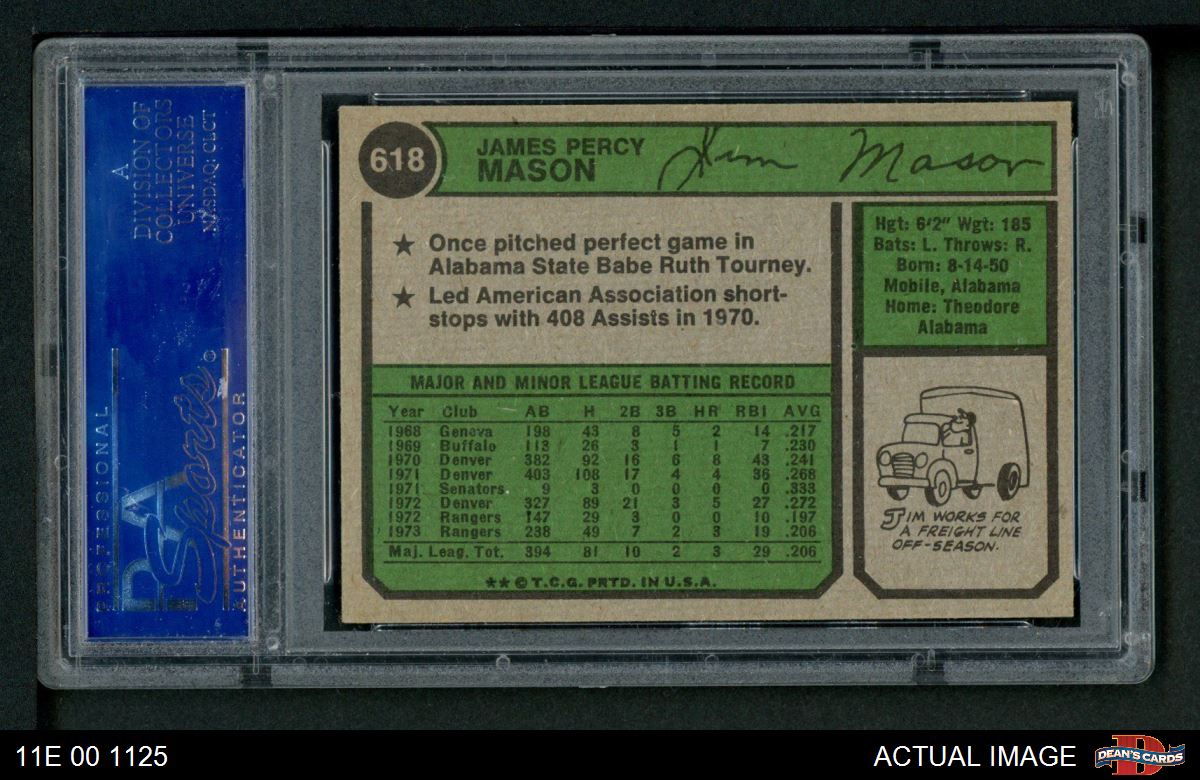 A
DIVISION OF
COLLECTORS
UNIVERSE
NASDAQ: CLCT
PROFESSIONAL
PSA
Sports
AUTHENTICATOR
618
JAMES PERCY
MASON
Jim Mason
★ Once pitched perfect game in
Alabama State Babe Ruth Tourney.
★ Led American Association short-
stops with 408 Assists in 1970.
Hgt: 6'2" Wgt: 185
Bats: L. Throws: R.
Born: 8-14-50
Mobile, Alabama
Home: Theodore
Alabama
MAJOR AND MINOR LEAGUE BATTING RECORD
Year Club AB H 2B 3B HR RBI AVG
1968 Geneva 198 43 8 5 2 14 .217
1969 Buffalo 113 26 3 1 1 7 .230
1970 Denver 382 92 16 6 8 43 .241
1971 Denver 403 108 17 4 4 36 .268
1971 Senators 9 3 0 0 0 0 .333
1972 Denver 327 89 21 3 5 27 .272
1972 Rangers 147 29 3 0 0 10 .197
1973 Rangers 238 49 7 2 3 19 .206
Maj. Leag. Tot. 394 81 10 2 3 29 .206
★★ © T.C.G. PRTD. IN U.S.A.
JIM WORKS FOR
A FREIGHT LINE
OFF-SEASON.
11E 00 1125
ACTUAL IMAGE
DEAN'S CARDS